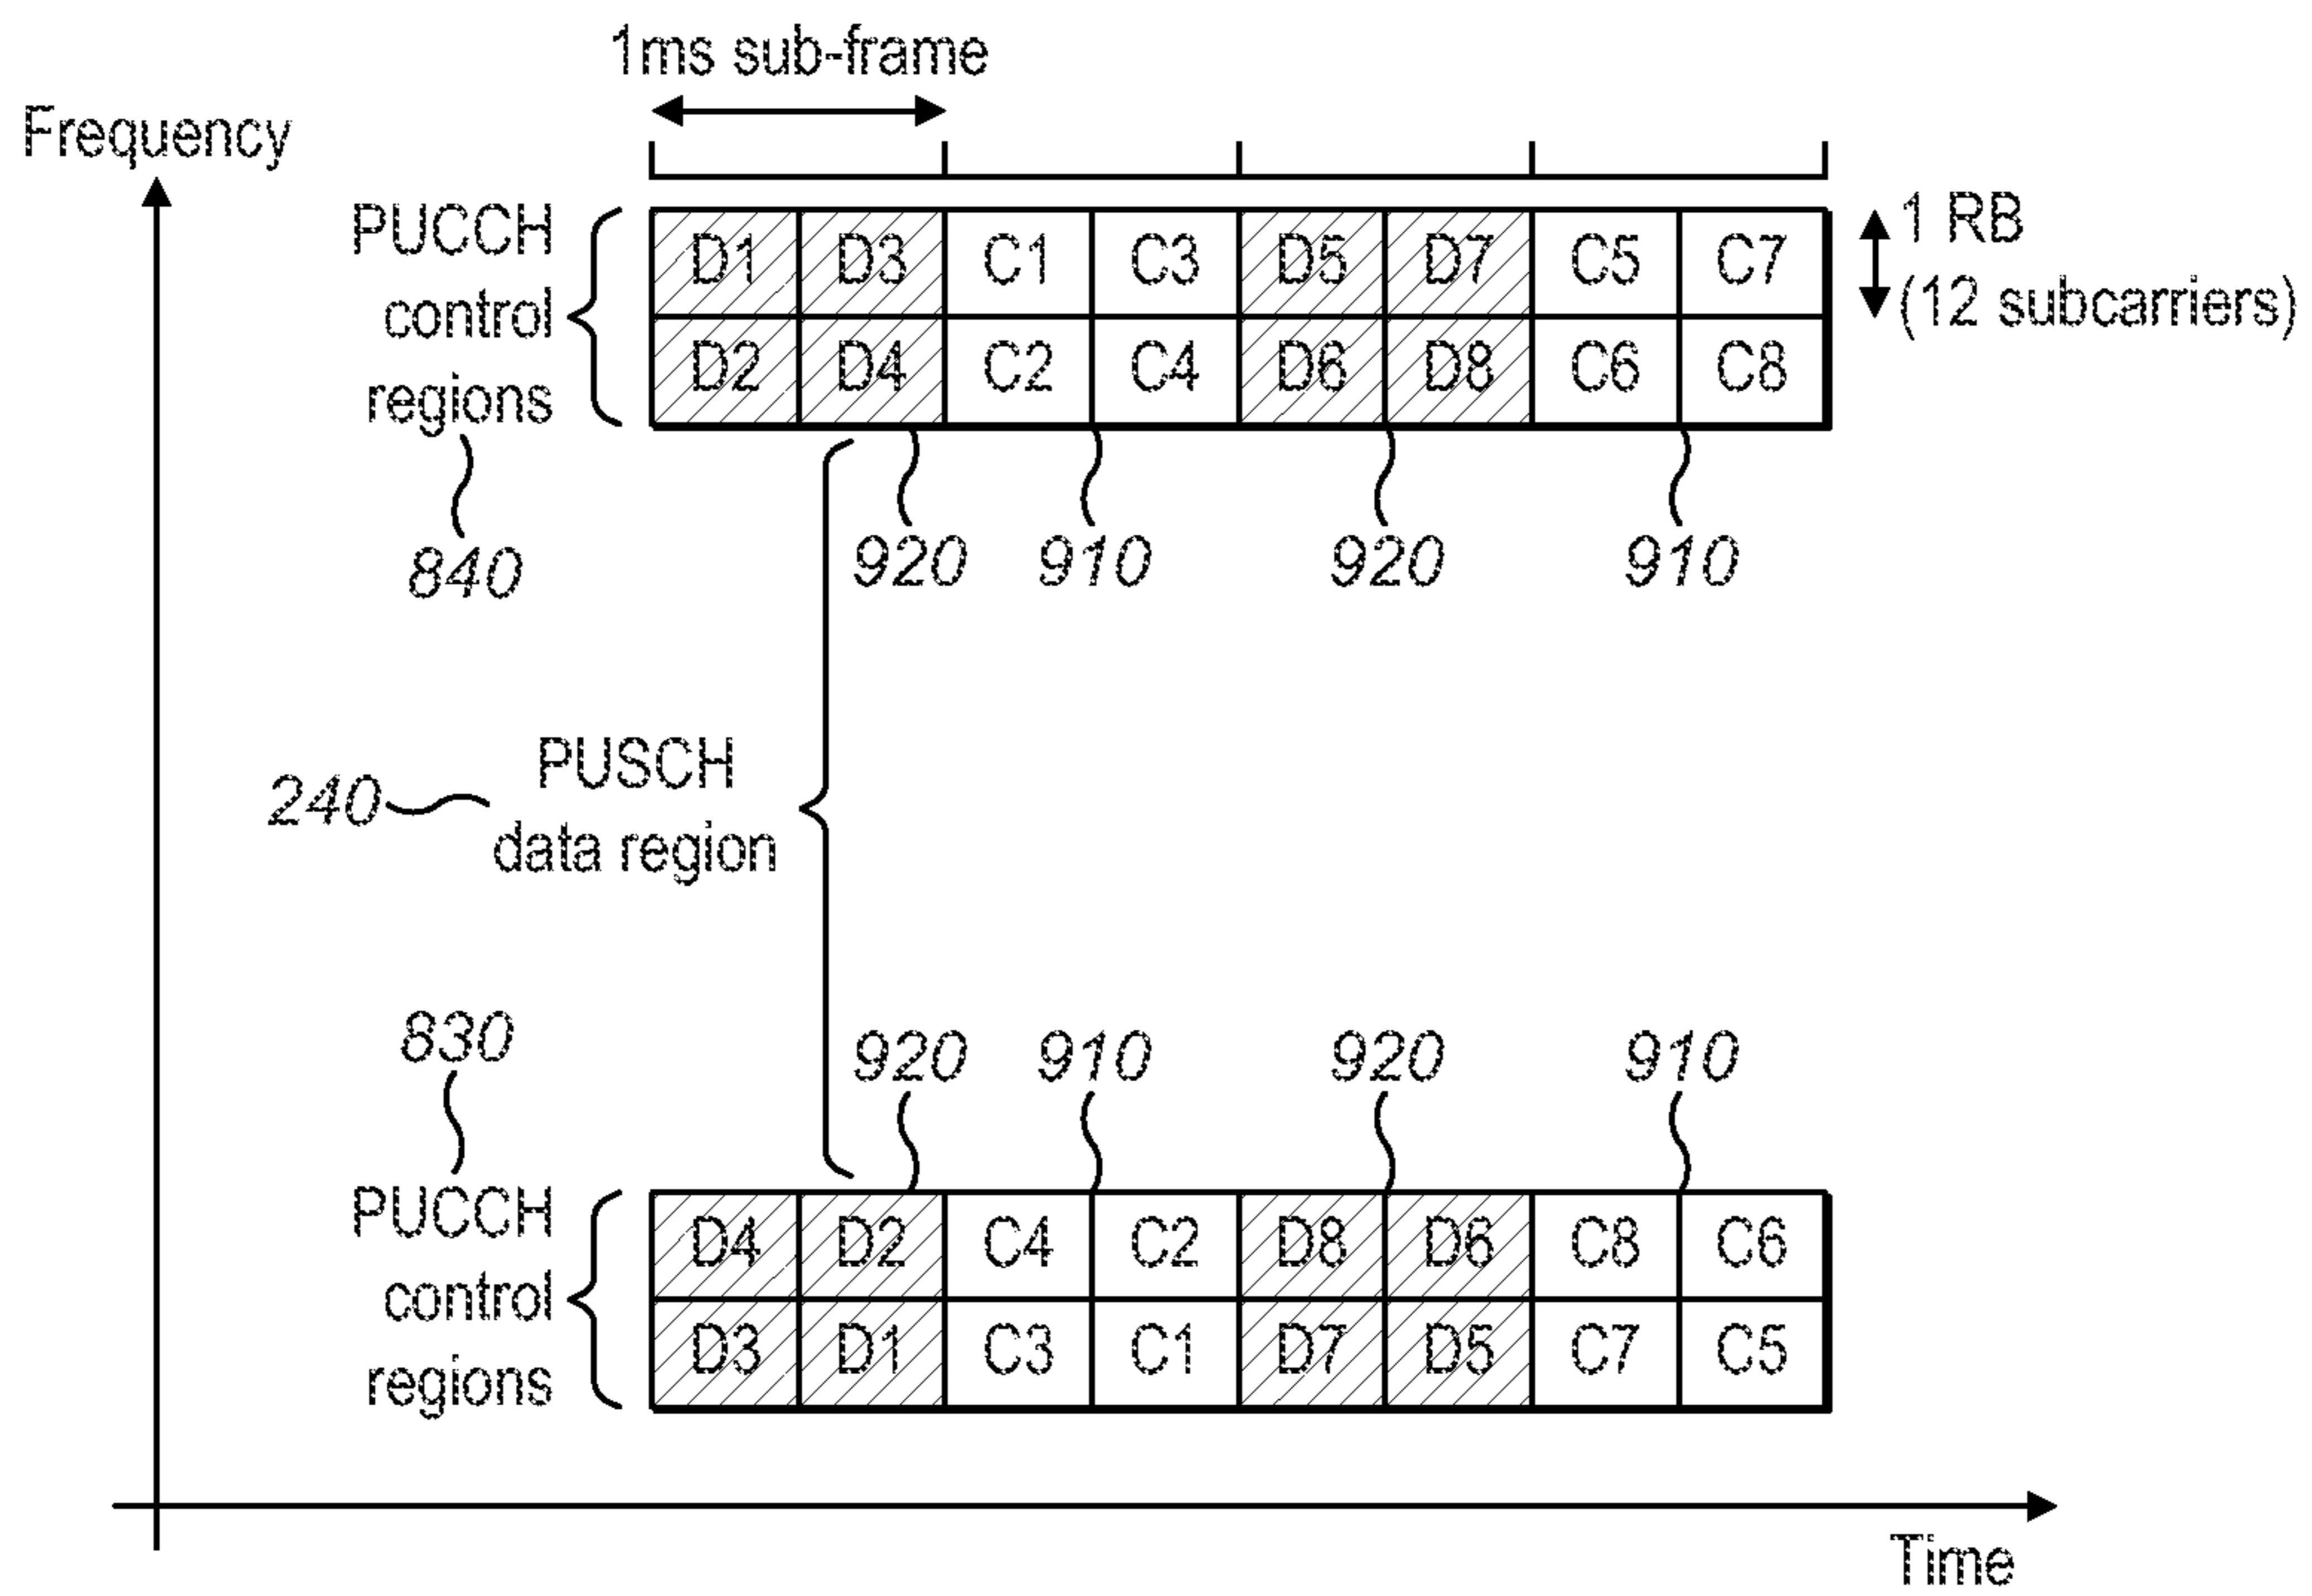 1ms sub-frame
Frequency
PUCCH
control
regions
D1 D3 C1 C3 D5 D7 C5 C7
D2 D4 C2 C4 D6 D8 C6 C8
1 RB
(12 subcarriers)
840
920 910 920 910
PUSCH
data region
240
830
920 910 920 910
PUCCH
control
regions
D4 D2 C4 C2 D8 D6 C8 C6
D3 D1 C3 C1 D7 D5 C7 C5
Time